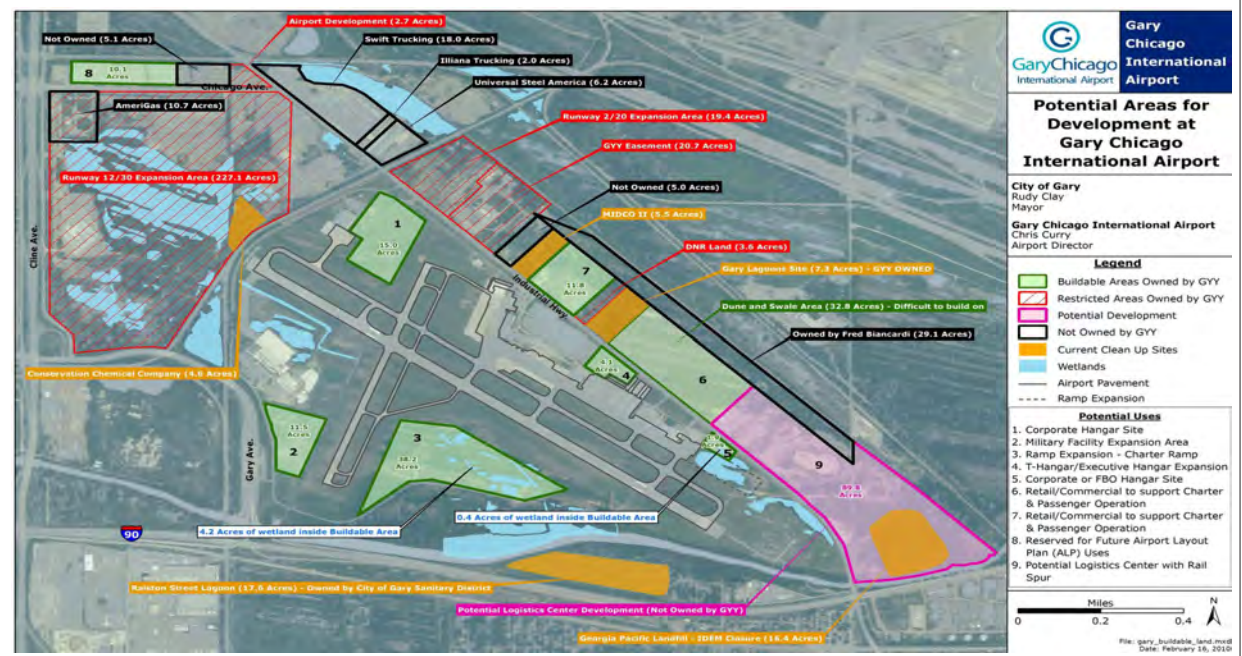 Airport Development (2.7 Acres)
Not Owned (5.1 Acres)
Swift Trucking (18.0 Acres)
Illiana Trucking (2.0 Acres)
Universal Steel America (6.2 Acres)
8
10.1
Acres
Chicago Ave.
AmeriGas (10.7 Acres)
Runway 2/20 Expansion Area (19.4 Acres)
GYY Easement (20.7 Acres)
Runway 12/30 Expansion Area (227.1 Acres)
Not Owned (5.0 Acres)
MIDCO II (5.5 Acres)
1
15.0
Acres
DNR Land (3.6 Acres)
Cline Ave.
Gary Lagoons Site (7.3 Acres) - GYY OWNED
7
11.8
Acres
Industrial Hwy.
Dune and Swale Area (32.8 Acres) - Difficult to build on
Owned by Fred Biancardi (29.1 Acres)
Acres
4
6
Conservation Chemical Company (4.8 Acres)
11.5
Acres
2
Gary Ave.
3
38.2
Acres
Acres
5
9
Acres
0.4 Acres of wetland inside Buildable Area
4.2 Acres of wetland inside Buildable Area
90
Ralston Street Lagoon (17.6 Acres) - Owned by City of Gary Sanitary District
Potential Logistics Center Development (Not Owned by GYY)
Georgia Pacific Landfill - IDEM Closure (16.4 Acres)
GaryChicago
International Airport
Gary
Chicago
International
Airport
Potential Areas for
Development at
Gary Chicago
International Airport
City of Gary
Rudy Clay
Mayor
Gary Chicago International Airport
Chris Curry
Airport Director
Legend
Buildable Areas Owned by GYY
Restricted Areas Owned by GYY
Potential Development
Not Owned by GYY
Current Clean Up Sites
Wetlands
Airport Pavement
Ramp Expansion
Potential Uses
1. Corporate Hangar Site
2. Military Facility Expansion Area
3. Ramp Expansion - Charter Ramp
4. T-Hangar/Executive Hangar Expansion
5. Corporate or FBO Hangar Site
6. Retail/Commercial to support Charter
& Passenger Operation
7. Retail/Commercial to support Charter
& Passenger Operation
8. Reserved for Future Airport Layout
Plan (ALP) Uses
9. Potential Logistics Center with Rail
Spur
Miles
N
0 0.2 0.4
File: gary_buildable_land.mxd
Date: February 16, 2010